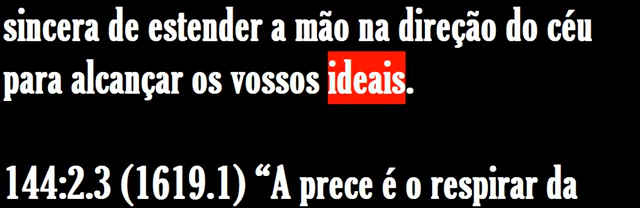 sincera de estender a mão na direção do céu
para alcançar os vossos ideais.
144:2.3 (1619.1) “A prece é o respirar da